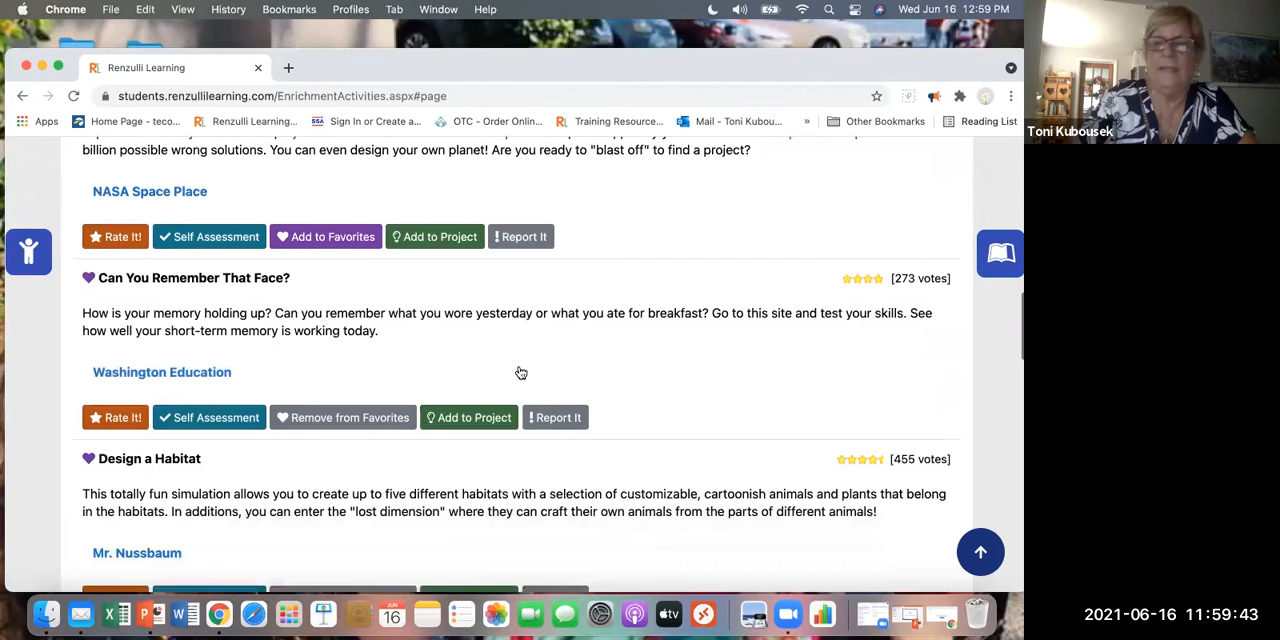 Chrome File Edit View History Bookmarks Profiles Tab Window Help Wed Jun 16 12:59 PM
Renzulli Learning
students.renzullilearning.com/EnrichmentActivities.aspx#page
Apps Home Page - teco... Renzulli Learning... SSA Sign In or Create a... OTC - Order Onlin... Training Resource... Mail - Toni Kubou... » Other Bookmarks Reading List
Toni Kubousek
billion possible wrong solutions. You can even design your own planet! Are you ready to "blast off" to find a project?
NASA Space Place
Rate It! Self Assessment Add to Favorites Add to Project Report It
Can You Remember That Face? [273 votes]
How is your memory holding up? Can you remember what you wore yesterday or what you ate for breakfast? Go to this site and test your skills. See
how well your short-term memory is working today.
Washington Education
Rate It! Self Assessment Remove from Favorites Add to Project Report It
Design a Habitat [455 votes]
This totally fun simulation allows you to create up to five different habitats with a selection of customizable, cartoonish animals and plants that belong
in the habitats. In additions, you can enter the "lost dimension" where they can craft their own animals from the parts of different animals!
Mr. Nussbaum
JUN
16
tv
2021-06-16 11:59:43